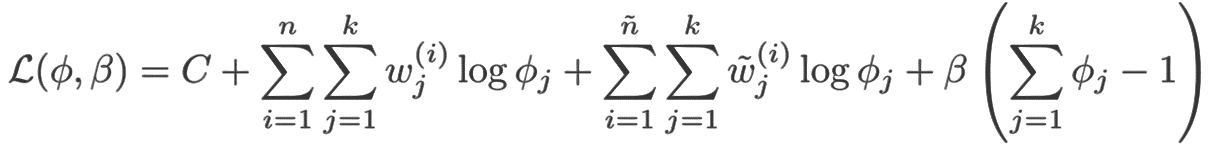 $\mathcal{L}(\phi, \beta) = C + \sum_{i=1}^{n} \sum_{j=1}^{k} w_j^{(i)} \log \phi_j + \sum_{i=1}^{\tilde{n}} \sum_{j=1}^{k} \tilde{w}_j^{(i)} \log \phi_j + \beta \left( \sum_{j=1}^{k} \phi_j - 1 \right)$